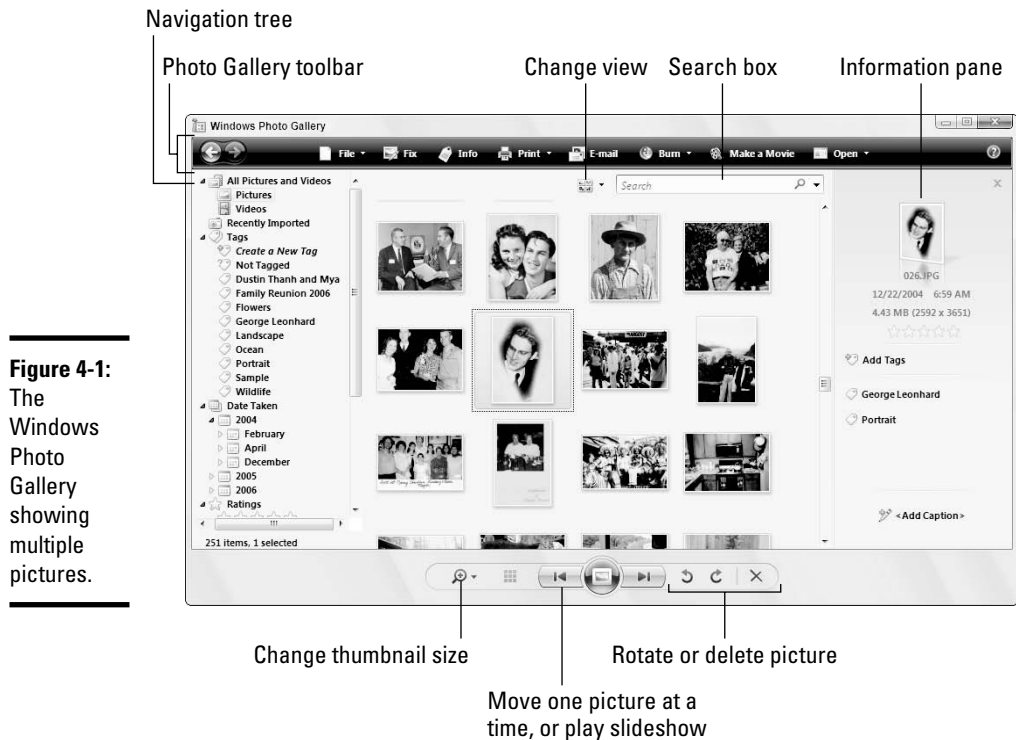 Navigation tree
Photo Gallery toolbar
Change view
Search box
Information pane
Windows Photo Gallery
File
Fix
Info
Print
E-mail
Burn
Make a Movie
Open
All Pictures and Videos
Pictures
Videos
Recently Imported
Tags
Create a New Tag
Not Tagged
Dustin Thanh and Mya
Family Reunion 2006
Flowers
George Leonhard
Landscape
Ocean
Portrait
Sample
Wildlife
Date Taken
2004
February
April
December
2005
2006
Ratings
251 items, 1 selected
Search
026.JPG
12/22/2004 6:59 AM
4.43 MB (2592 x 3651)
Add Tags
George Leonhard
Portrait
<Add Caption>
Figure 4-1:
The
Windows
Photo
Gallery
showing
multiple
pictures.
Change thumbnail size
Rotate or delete picture
Move one picture at a
time, or play slideshow